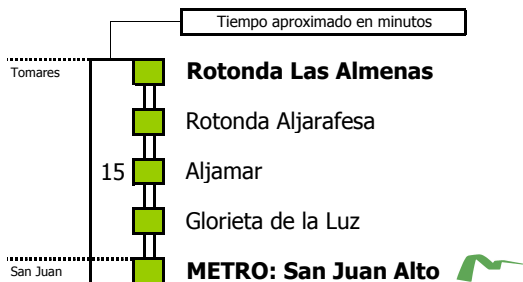 Tiempo aproximado en minutos
Tomares
Rotonda Las Almenas
Rotonda Aljarafesa
15
Aljamar
Glorieta de la Luz
San Juan
METRO: San Juan Alto